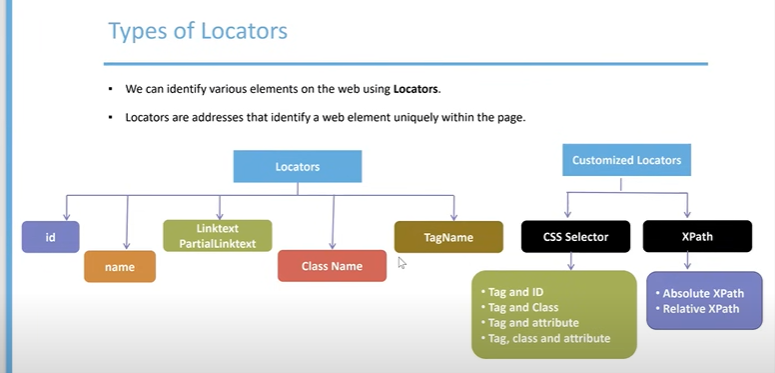 Types of Locators
• We can identify various elements on the web using Locators.
• Locators are addresses that identify a web element uniquely within the page.
Locators
Customized Locators
id
name
Linktext
PartialLinktext
Class Name
TagName
CSS Selector
XPath
• Tag and ID
• Tag and Class
• Tag and attribute
• Tag, class and attribute
• Absolute XPath
• Relative XPath